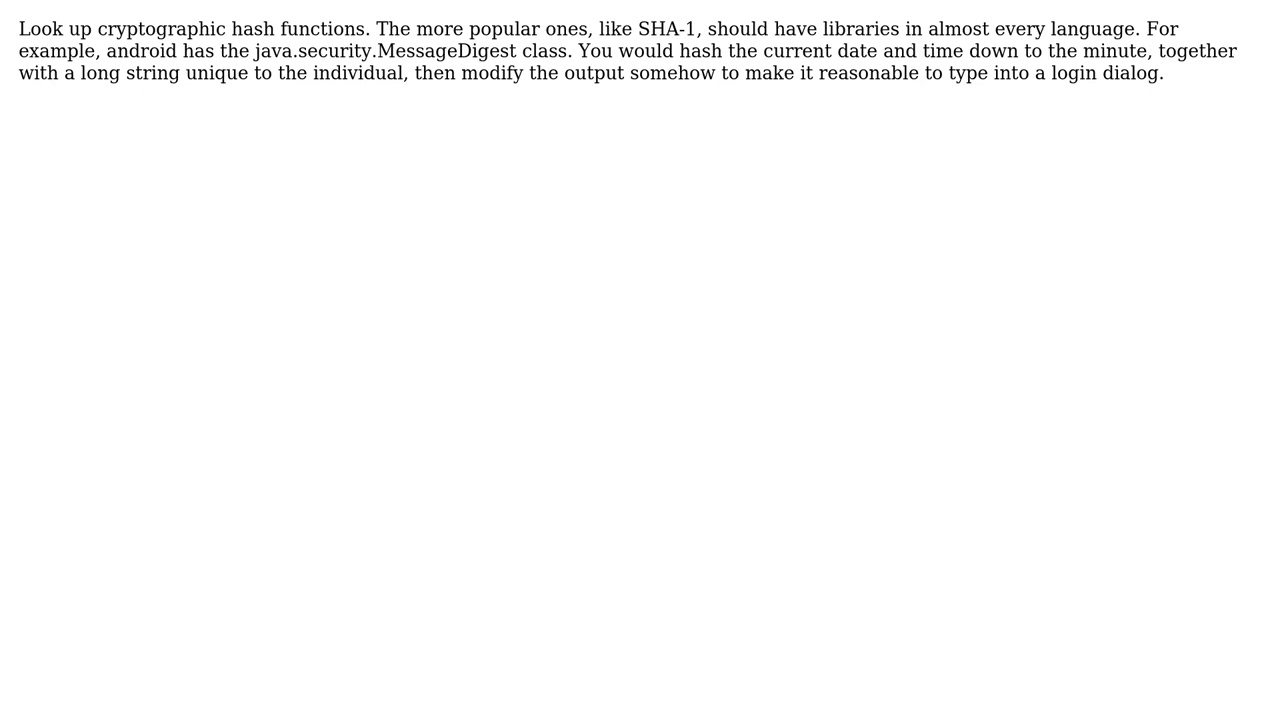 Look up cryptographic hash functions. The more popular ones, like SHA-1, should have libraries in almost every language. For
example, android has the java.security.MessageDigest class. You would hash the current date and time down to the minute, together
with a long string unique to the individual, then modify the output somehow to make it reasonable to type into a login dialog.